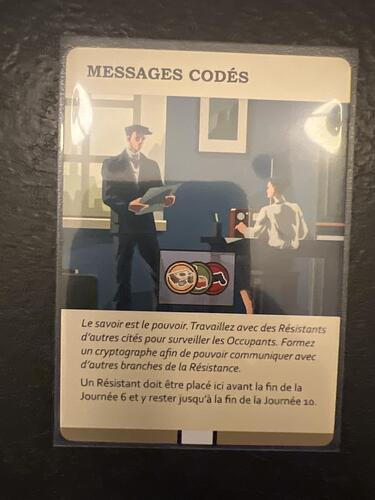 MESSAGES CODÉS
Le savoir est le pouvoir. Travaillez avec des Résistants
d'autres cités pour surveiller les Occupants. Formez
un cryptographe afin de pouvoir communiquer avec
d'autres branches de la Résistance.
Un Résistant doit être placé ici avant la fin de la
Journée 6 et y rester jusqu'à la fin de la Journée 10.